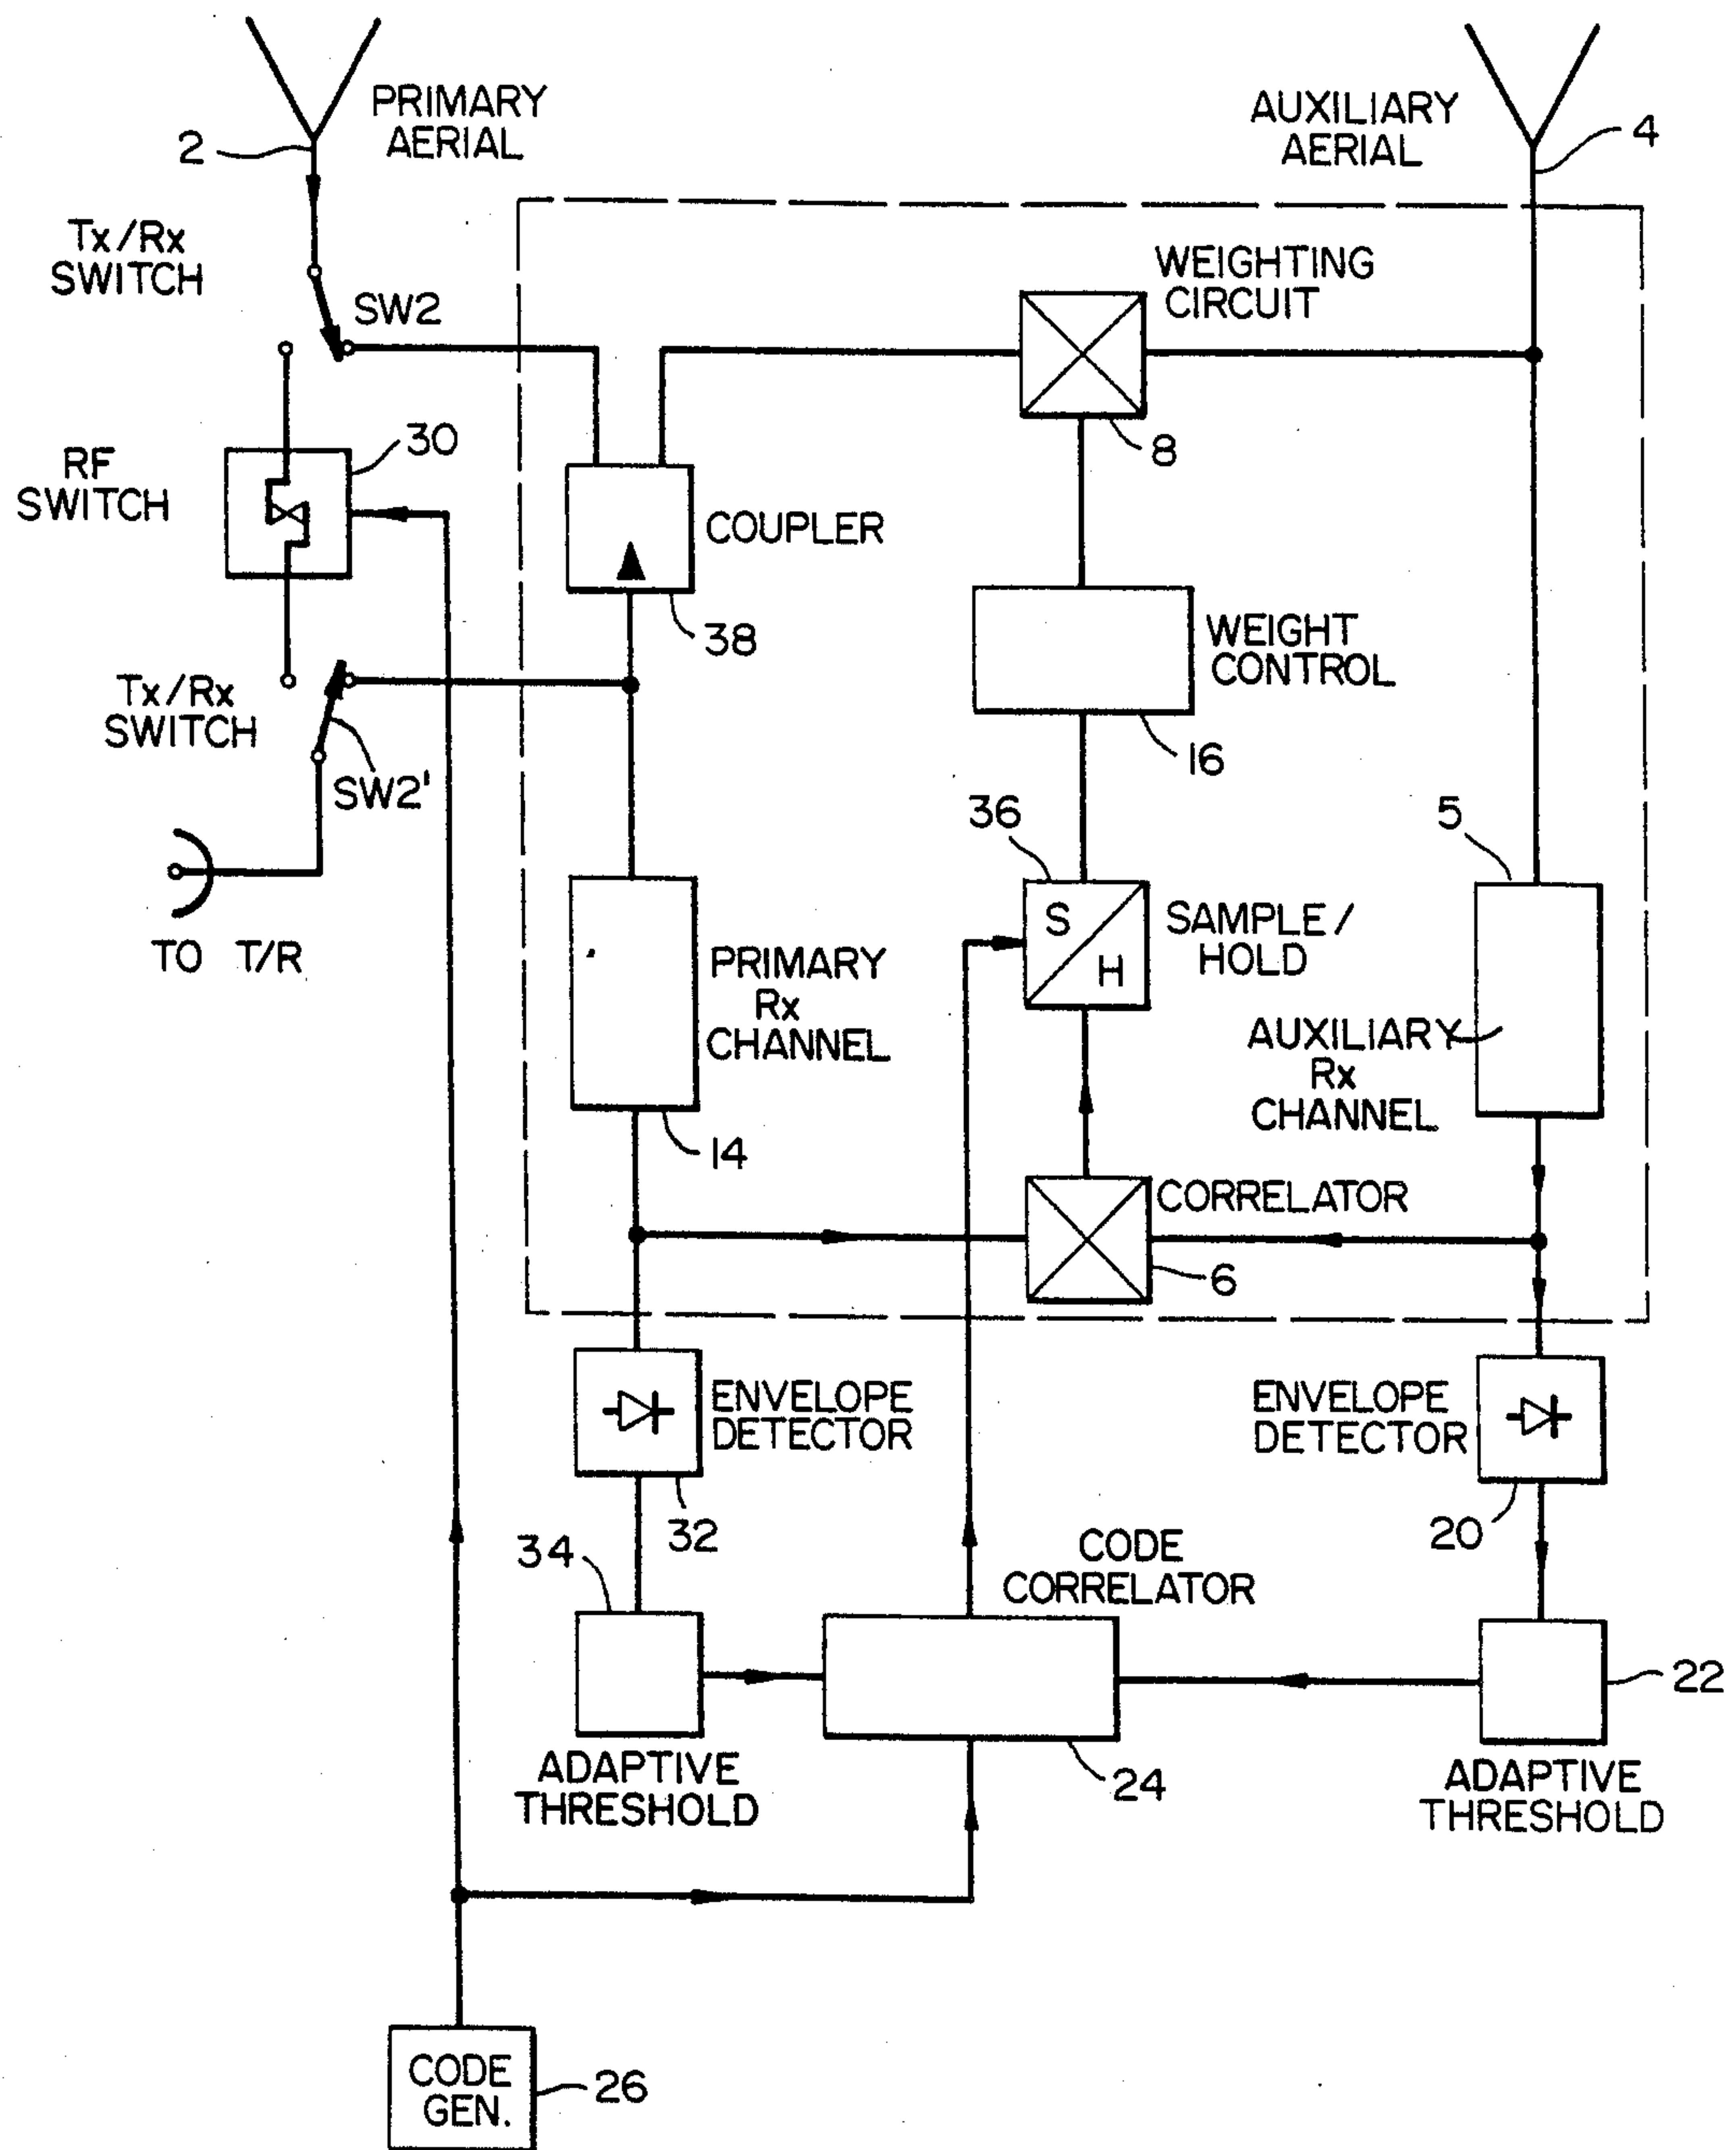 PRIMARY
AERIAL
2
AUXILIARY
AERIAL
4
Tx/Rx
SWITCH
SW2
WEIGHTING
CIRCUIT
8
RF
SWITCH
30
COUPLER
38
WEIGHT
CONTROL
16
Tx/Rx
SWITCH
SW2'
TO T/R
36
S
H
SAMPLE/
HOLD
5
PRIMARY
Rx
CHANNEL
14
AUXILIARY
Rx
CHANNEL
CORRELATOR
6
ENVELOPE
DETECTOR
32
ENVELOPE
DETECTOR
20
34
ADAPTIVE
THRESHOLD
CODE
CORRELATOR
24
22
ADAPTIVE
THRESHOLD
CODE
GEN.
26